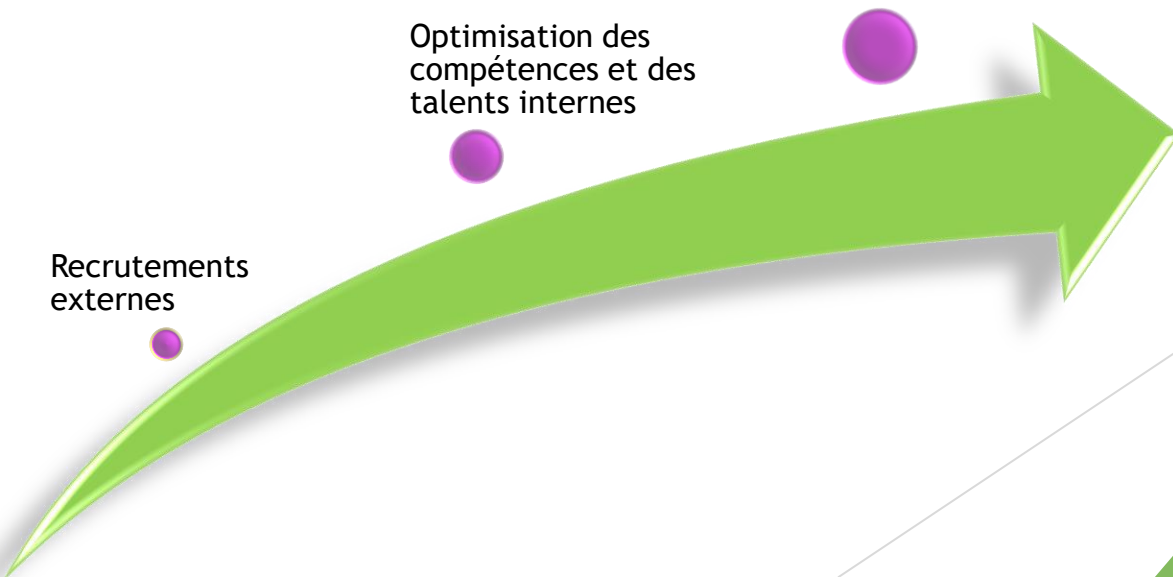 Optimisation des
compétences et des
talents internes
Recrutements
externes